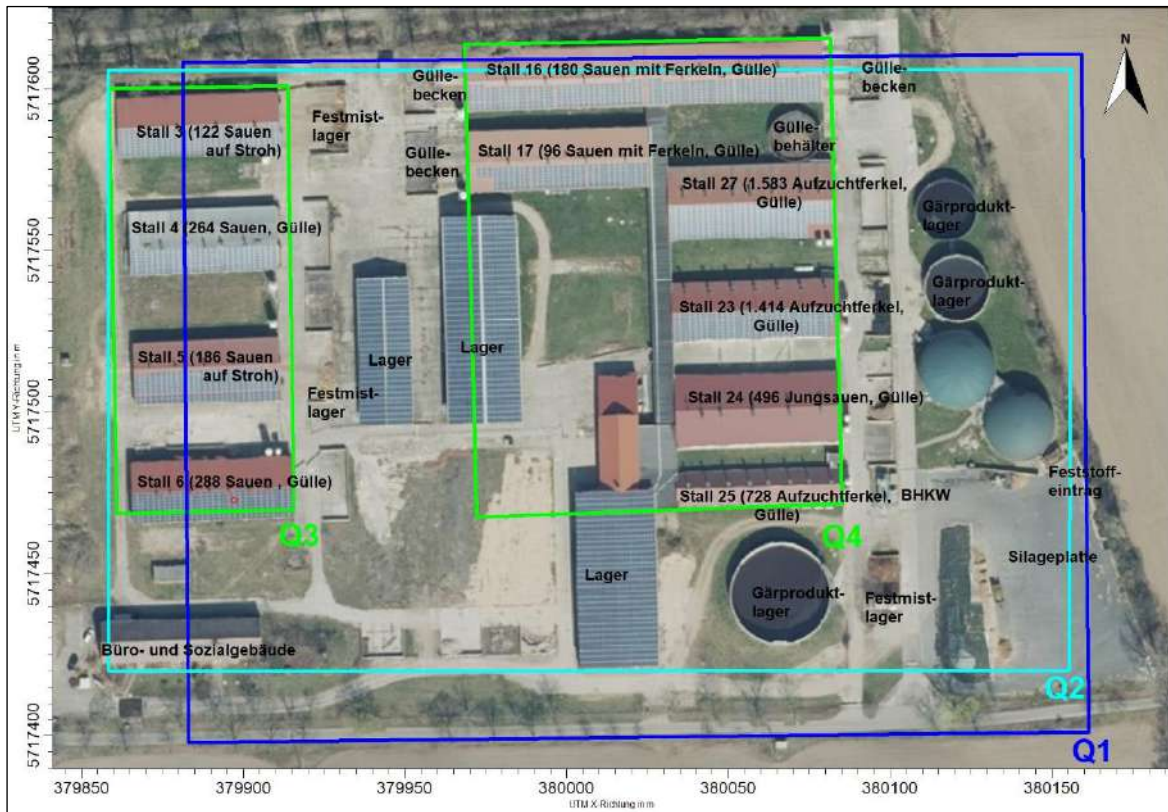 N
Stall 16 (180 Sauen mit Ferkeln, Gülle)
Gülle-
becken
Gülle-
becken
Stall 3 (122 Sauen
auf Stroh)
Festmist-
lager
Gülle-
becken
Stall 17 (96 Sauen mit Ferkeln, Gülle)
Gülle-
behälter
Stall 27 (1.583 Aufzuchtferkel,
Gülle)
Gärprodukt-
lager
Stall 4 (264 Sauen, Gülle)
Gärprodukt-
lager
Stall 23 (1.414 Aufzuchtferkel,
Gülle)
Stall 5 (186 Sauen
auf Stroh)
Lager
Lager
Festmist-
lager
Stall 24 (496 Jungsauen, Gülle)
Stall 6 (288 Sauen , Gülle)
Stall 25 (728 Aufzuchtferkel,
Gülle)
BHKW
Feststoff-
eintrag
Q3
Q4
Silageplatte
Lager
Gärprodukt-
lager
Festmist-
lager
Büro- und Sozialgebäude
Q2
Q1
UTM Y-Richtung in m
5717600
5717550
5717500
5717450
5717400
379850
379900
379950
380000
380050
380100
380150
UTM X-Richtung in m